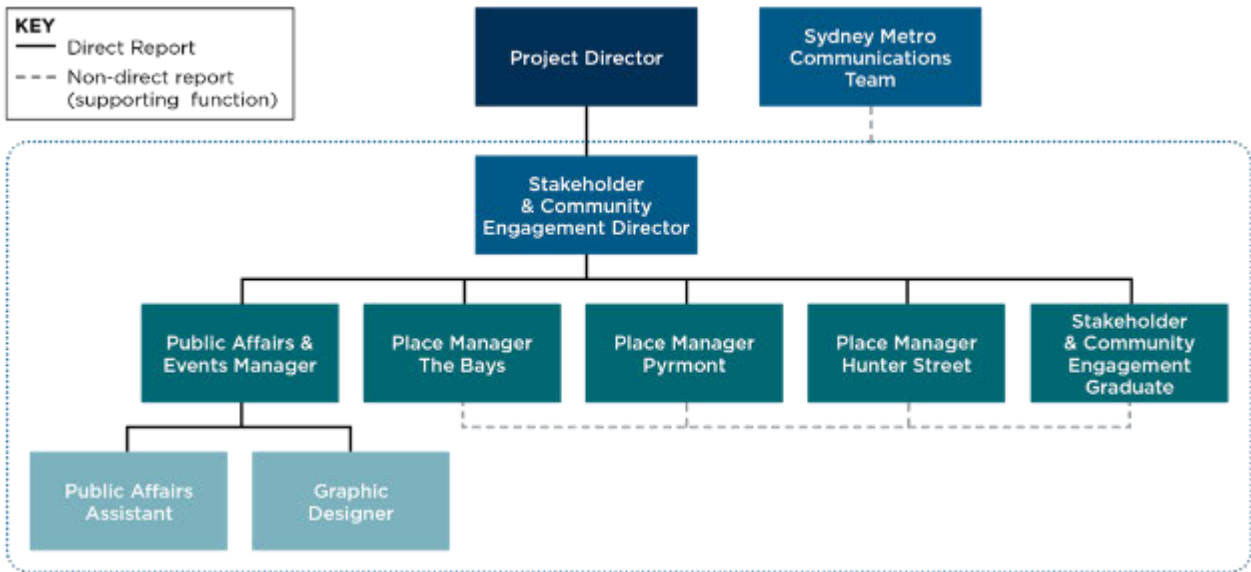 KEY
Direct Report
Non-direct report
(supporting function)
Project Director
Sydney Metro
Communications
Team
Stakeholder
& Community
Engagement Director
Public Affairs &
Events Manager
Place Manager
The Bays
Place Manager
Pyrmont
Place Manager
Hunter Street
Stakeholder
& Community
Engagement
Graduate
Public Affairs
Assistant
Graphic
Designer